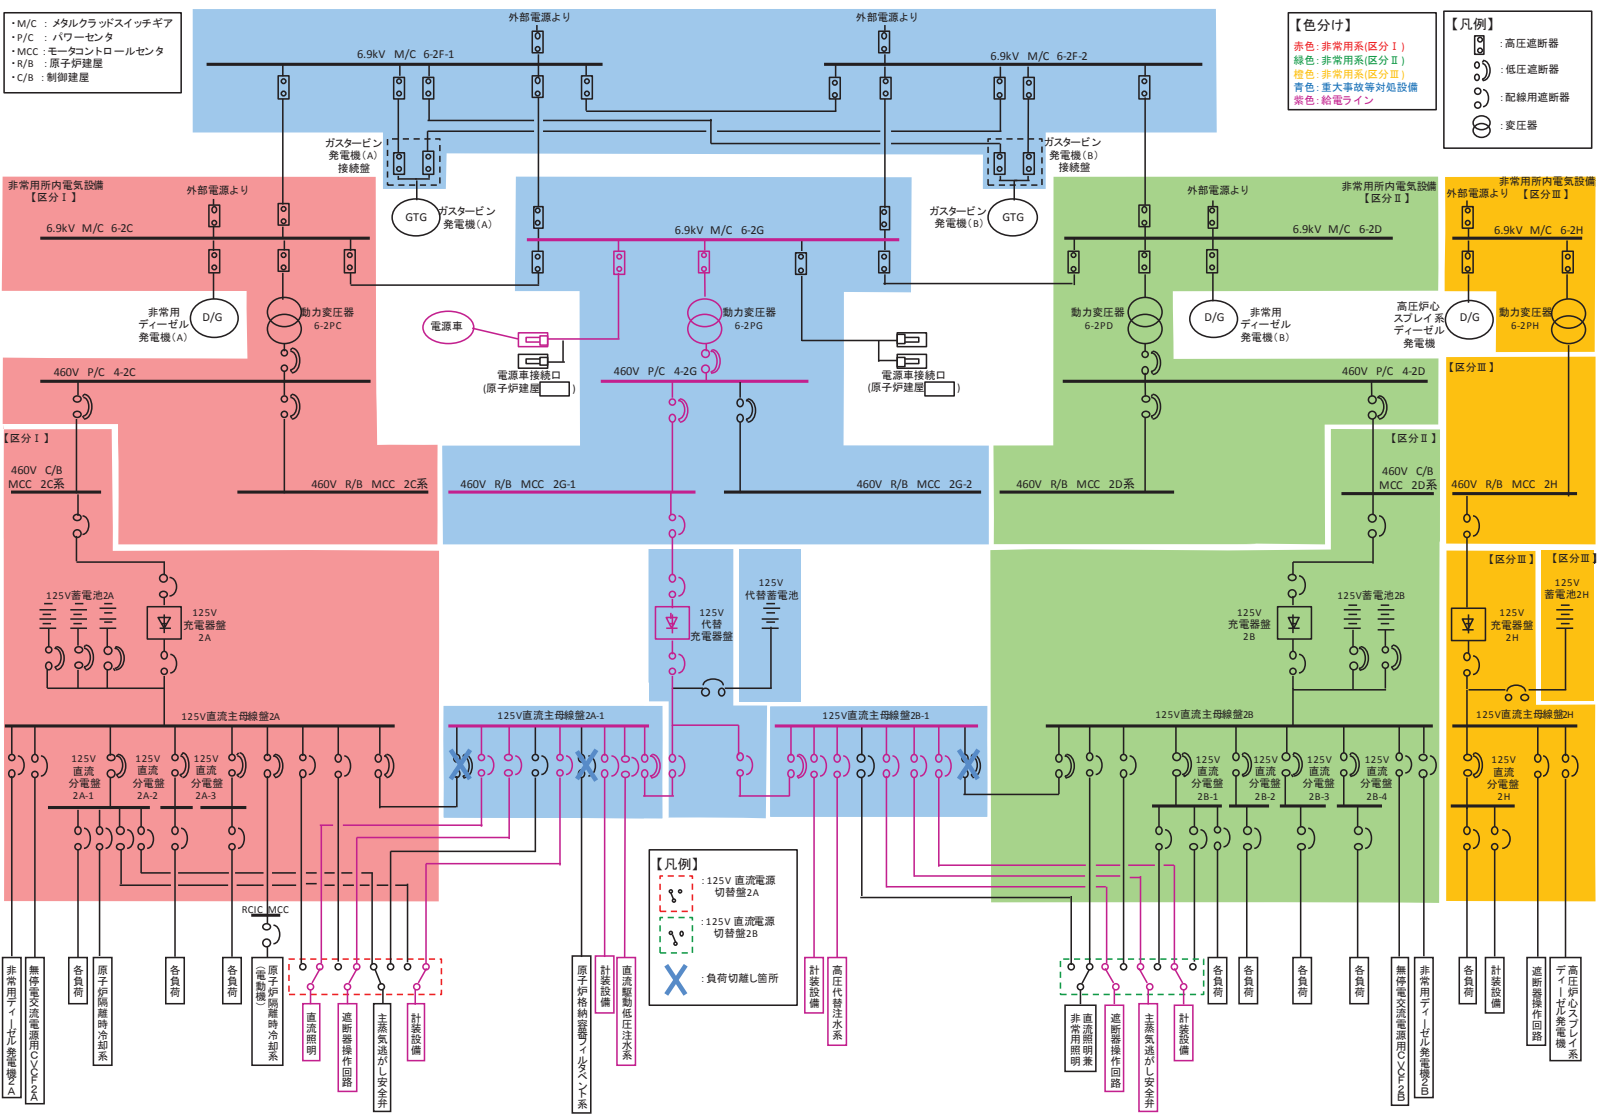 ・M/C ：メタルクラッドスイッチギア
・P/C ：パワーセンタ
・MCC：モータコントロールセンタ
・R/B ：原子炉建屋
・C/B ：制御建屋
外部電源より
外部電源より
6.9kV M/C 6-2F-1
6.9kV M/C 6-2F-2
【色分け】
赤色：非常用系(区分Ⅰ)
緑色：非常用系(区分Ⅱ)
橙色：非常用系(区分Ⅲ)
青色：重大事故等対処設備
紫色：給電ライン
【凡例】
：高圧遮断器
：低圧遮断器
：配線用遮断器
：変圧器
ガスタービン
発電機(A)
接続盤
ガスタービン
発電機(B)
接続盤
非常用所内電気設備
【区分Ⅰ】
外部電源より
6.9kV M/C 6-2C
GTG
ガスタービン
発電機(A)
6.9kV M/C 6-2G
ガスタービン
発電機(B)
GTG
外部電源より
非常用所内電気設備
【区分Ⅱ】
6.9kV M/C 6-2D
非常用所内電気設備
外部電源より
【区分Ⅲ】
6.9kV M/C 6-2H
非常用
ディーゼル
発電機(A)
D/G
動力変圧器
6-2PC
電源車
動力変圧器
6-2PG
電源車接続口
(原子炉建屋 )
電源車接続口
(原子炉建屋 )
動力変圧器
6-2PD
D/G
非常用
ディーゼル
発電機(B)
高圧炉心
スプレイ系
ディーゼル
発電機
D/G
動力変圧器
6-2PH
460V P/C 4-2C
460V P/C 4-2G
460V P/C 4-2D
【区分Ⅲ】
【区分Ⅰ】
【区分Ⅱ】
460V C/B
MCC 2C系
460V R/B MCC 2C系
460V R/B MCC 2G-1
460V R/B MCC 2G-2
460V R/B MCC 2D系
460V C/B
MCC 2D系
460V R/B MCC 2H
【区分Ⅲ】
【区分Ⅲ】
125V蓄電池2A
125V
充電器盤
2A
125V
代替
充電器盤
125V
代替蓄電池
125V
充電器盤
2B
125V蓄電池2B
125V
充電器盤
2H
125V
蓄電池2H
125V直流主母線盤2A
125V直流主母線盤2A-1
125V直流主母線盤2B-1
125V直流主母線盤2B
125V直流主母線盤2H
125V
直流
分電盤
2A-1
125V
直流
分電盤
2A-2
125V
直流
分電盤
2A-3
125V
直流
分電盤
2B-1
125V
直流
分電盤
2B-2
125V
直流
分電盤
2B-3
125V
直流
分電盤
2B-4
125V
直流
分電盤
2H
【凡例】
：125V 直流電源
切替盤2A
：125V 直流電源
切替盤2B
：負荷切離し箇所
RCIC MCC
非常用ディーゼル発電機2A
無停電交流電源用CVCF2A
各負荷
原子炉隔離時冷却系
各負荷
各負荷
原子炉隔離時冷却系
(電動機)
直流照明
遮断器操作回路
主蒸気逃がし安全弁
計装設備
原子炉格納容器フィルタベント系
計装設備
直流駆動低圧注水系
計装設備
高圧代替注水系
直流照明兼
非常用照明
遮断器操作回路
主蒸気逃がし安全弁
計装設備
各負荷
各負荷
各負荷
各負荷
無停電交流電源用CVCF2B
非常用ディーゼル発電機2B
各負荷
計装設備
遮断器操作回路
高圧炉心スプレイ系
ディーゼル発電機